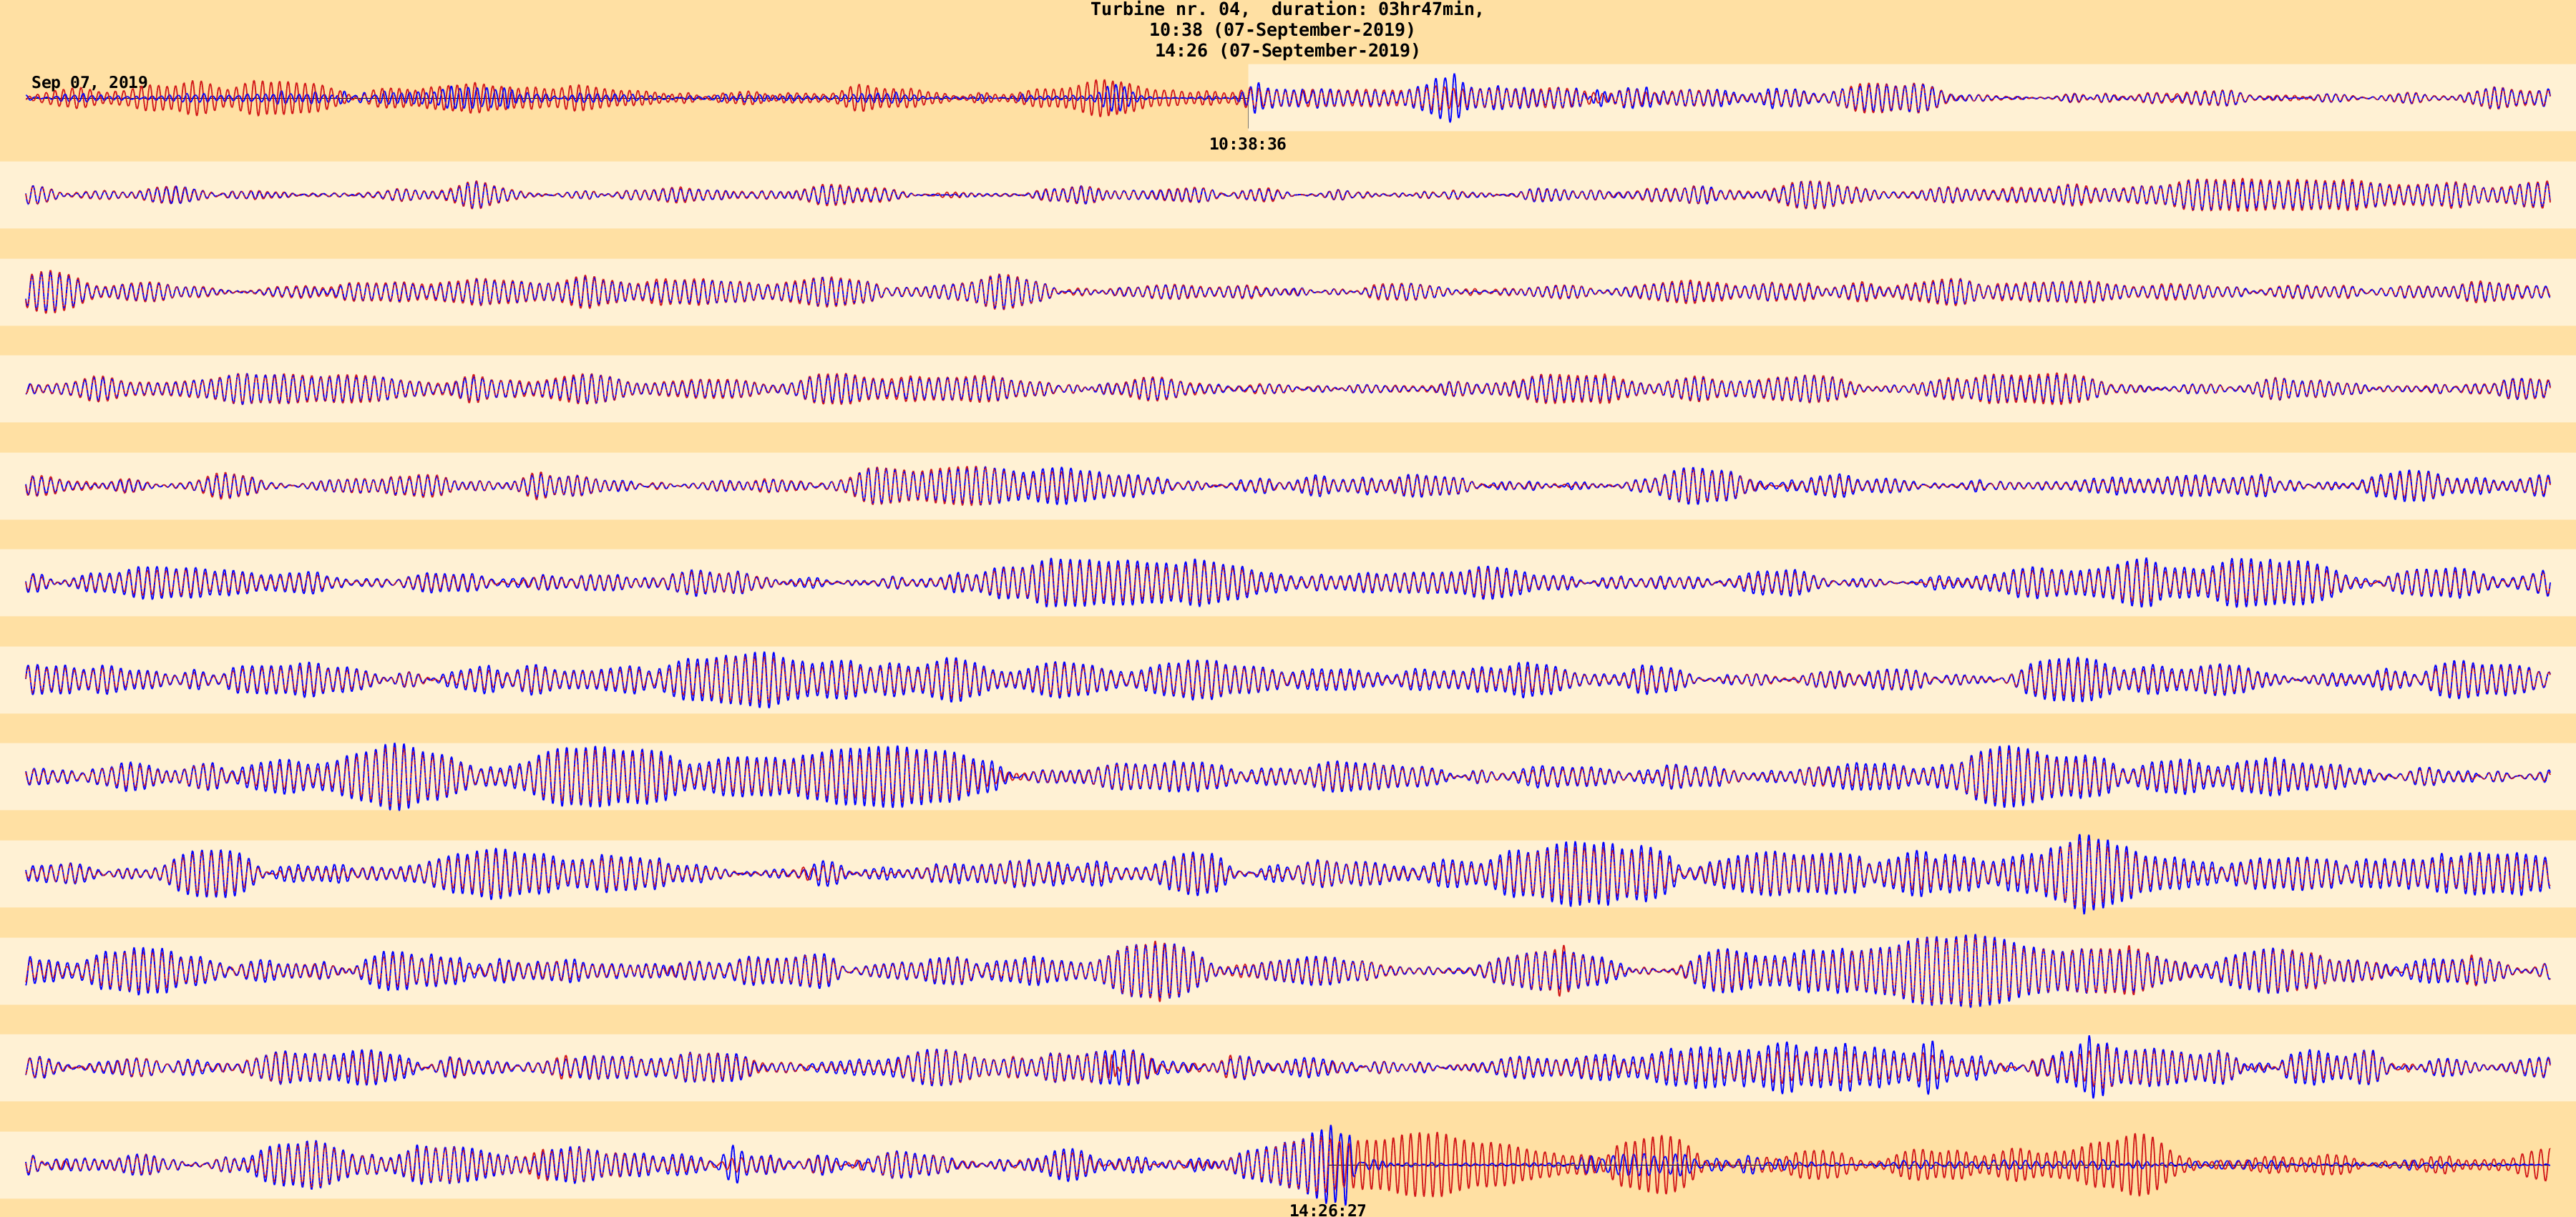 Turbine nr. 04,  duration: 03hr47min,
10:38 (07-September-2019)
14:26 (07-September-2019)
Sep 07, 2019
10:38:36
14:26:27